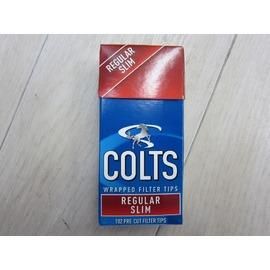 REGULAR
SLIM
COLTS
WRAPPED FILTER TIPS
REGULAR
SLIM
102 PRE CUT FILTER TIPS